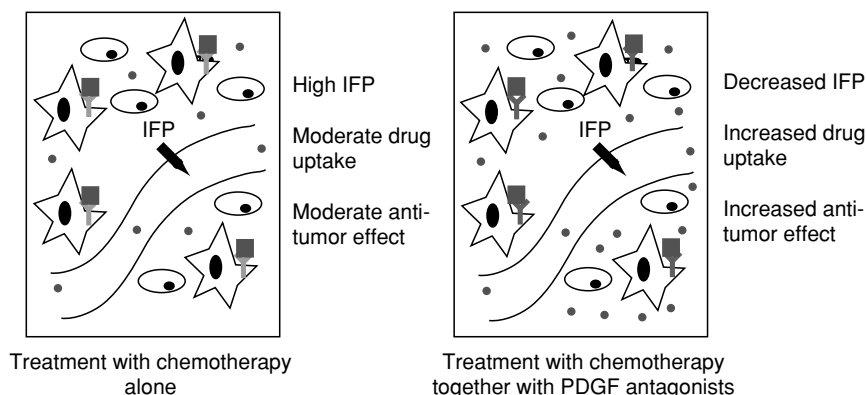 High IFP
IFP
Moderate drug
uptake
Moderate anti-
tumor effect
Treatment with chemotherapy
alone
Decreased IFP
IFP
Increased drug
uptake
Increased anti-
tumor effect
Treatment with chemotherapy
together with PDGF antagonists